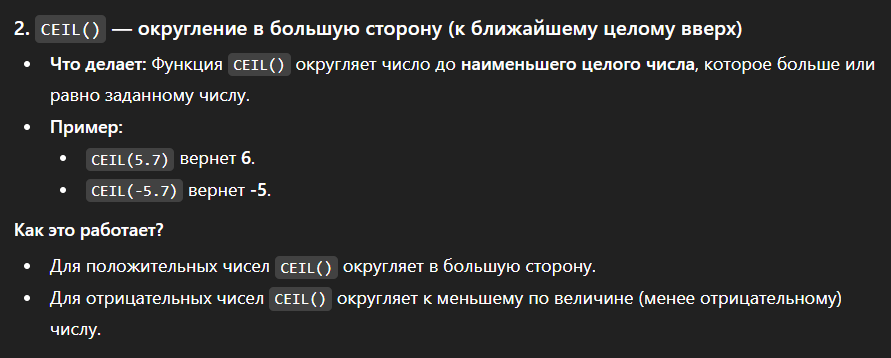 2. CEIL() — округление в большую сторону (к ближайшему целому вверх)
• Что делает: Функция CEIL() округляет число до наименьшего целого числа, которое больше или
равно заданному числу.
• Пример:
• CEIL(5.7) вернет 6.
• CEIL(-5.7) вернет -5.
Как это работает?
• Для положительных чисел CEIL() округляет в большую сторону.
• Для отрицательных чисел CEIL() округляет к меньшему по величине (менее отрицательному)
числу.